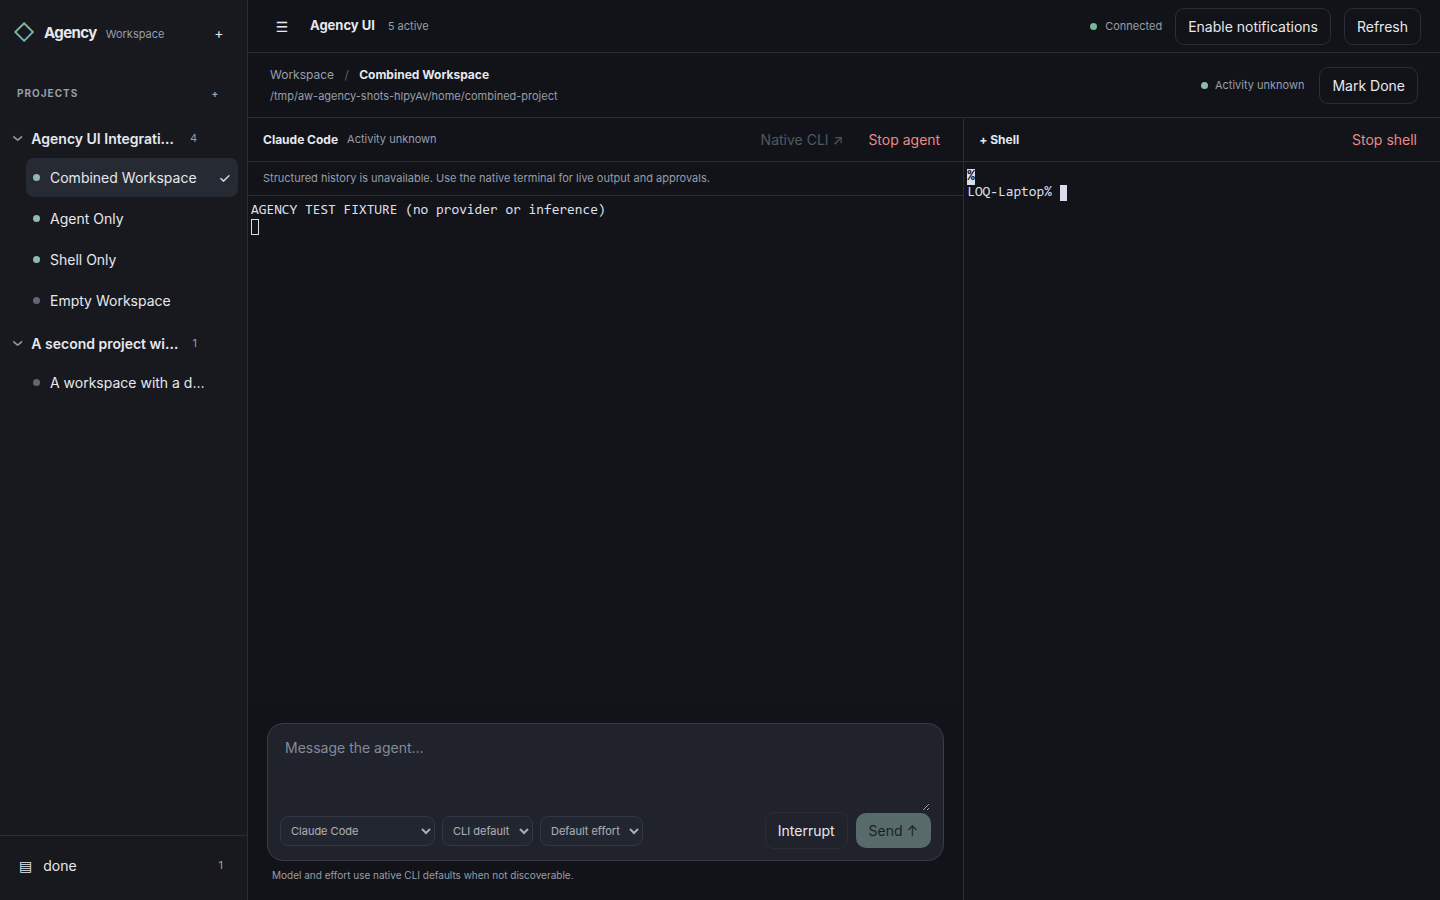 Agency Workspace +
PROJECTS +
Agency UI Integrati... 4
Combined Workspace ✓
Agent Only
Shell Only
Empty Workspace
A second project wi... 1
A workspace with a d...
done 1
☰ Agency UI 5 active
Connected Enable notifications Refresh
Workspace / Combined Workspace
/tmp/aw-agency-shots-hlpyAv/home/combined-project
Activity unknown Mark Done
Claude Code Activity unknown Native CLI ↗ Stop agent
Structured history is unavailable. Use the native terminal for live output and approvals.
AGENCY TEST FIXTURE (no provider or inference)
Message the agent...
Claude Code CLI default Default effort Interrupt Send ↑
Model and effort use native CLI defaults when not discoverable.
+ Shell Stop shell
%
LOQ-Laptop%